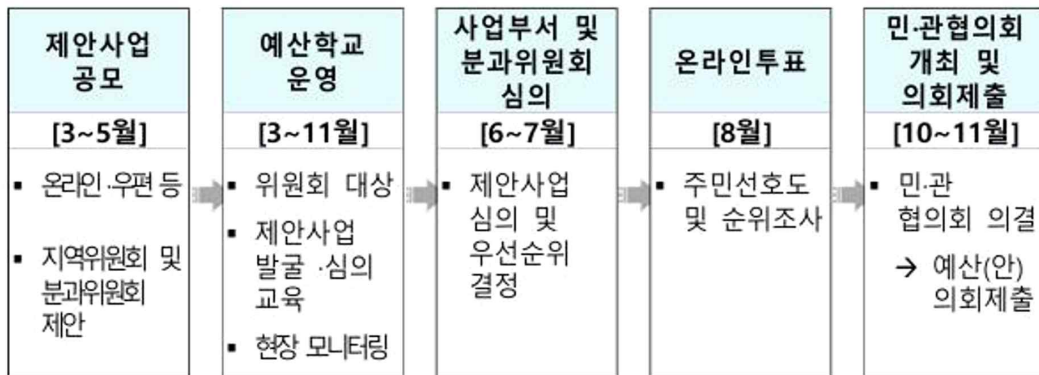 제안사업
공모
[3~5월]
▪ 온라인·우편 등
▪ 지역위원회 및
분과위원회
제안
예산학교
운영
[3~11월]
▪ 위원회 대상
▪ 제안사업
발굴·심의
교육
▪ 현장 모니터링
사업부서 및
분과위원회
심의
[6~7월]
▪ 제안사업
심의 및
우선순위
결정
온라인투표
[8월]
▪ 주민선호도
및 순위조사
민·관협의회
개최 및
의회제출
[10~11월]
▪ 민·관
협의회 의결
→ 예산(안)
의회제출